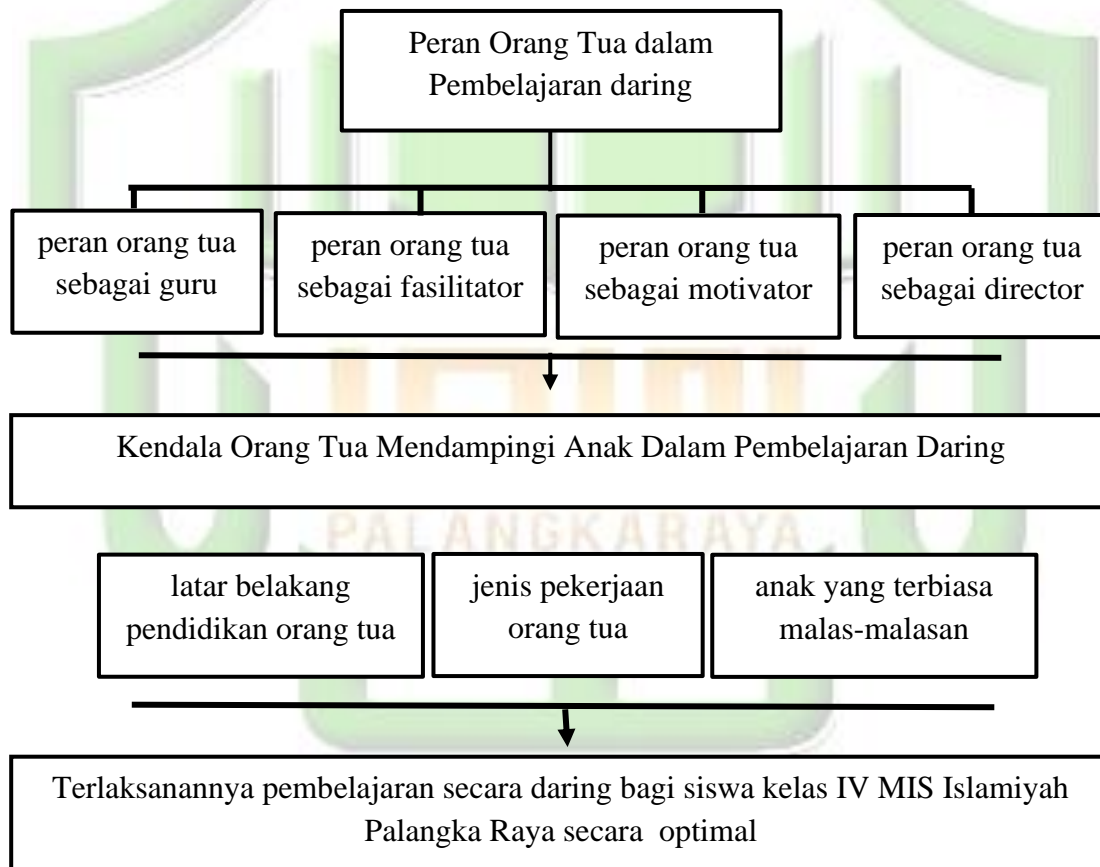 Peran Orang Tua dalam
Pembelajaran daring
peran orang tua
sebagai guru
peran orang tua
sebagai fasilitator
peran orang tua
sebagai motivator
peran orang tua
sebagai director
Kendala Orang Tua Mendampingi Anak Dalam Pembelajaran Daring
PALANGKARAYA
latar belakang
pendidikan orang tua
jenis pekerjaan
orang tua
anak yang terbiasa
malas-malasan
Terlaksanannya pembelajaran secara daring bagi siswa kelas IV MIS Islamiyah
Palangka Raya secara optimal